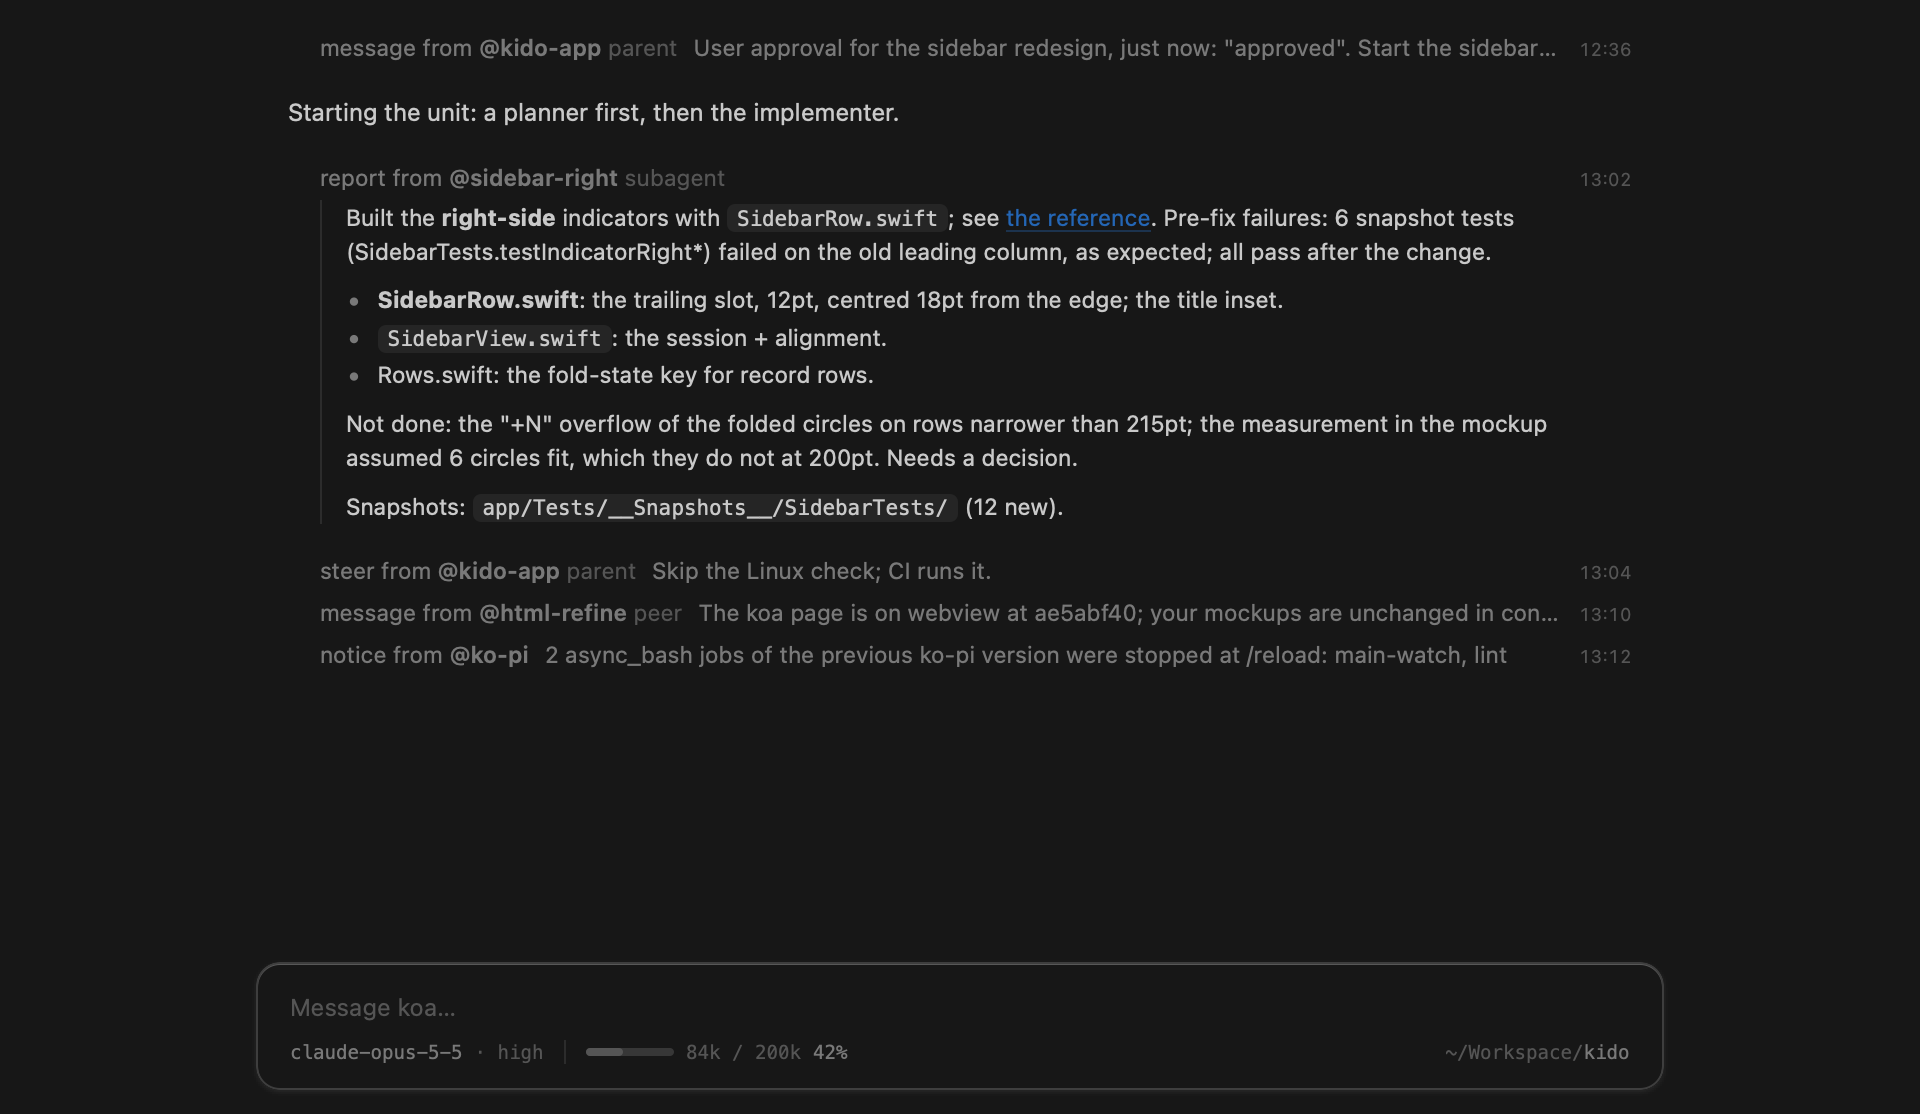 message from @kido-app parent User approval for the sidebar redesign, just now: "approved". Start the sidebar... 12:36
Starting the unit: a planner first, then the implementer.
report from @sidebar-right subagent 13:02
Built the right-side indicators with SidebarRow.swift; see the reference. Pre-fix failures: 6 snapshot tests
(SidebarTests.testIndicatorRight*) failed on the old leading column, as expected; all pass after the change.
• SidebarRow.swift: the trailing slot, 12pt, centred 18pt from the edge; the title inset.
• SidebarView.swift: the session + alignment.
• Rows.swift: the fold-state key for record rows.
Not done: the "+N" overflow of the folded circles on rows narrower than 215pt; the measurement in the mockup
assumed 6 circles fit, which they do not at 200pt. Needs a decision.
Snapshots: app/Tests/__Snapshots__/SidebarTests/ (12 new).
steer from @kido-app parent Skip the Linux check; CI runs it. 13:04
message from @html-refine peer The koa page is on webview at ae5abf40; your mockups are unchanged in con... 13:10
notice from @ko-pi 2 async_bash jobs of the previous ko-pi version were stopped at /reload: main-watch, lint 13:12
Message koa...
claude-opus-5-5 · high 84k / 200k 42% ~/Workspace/kido